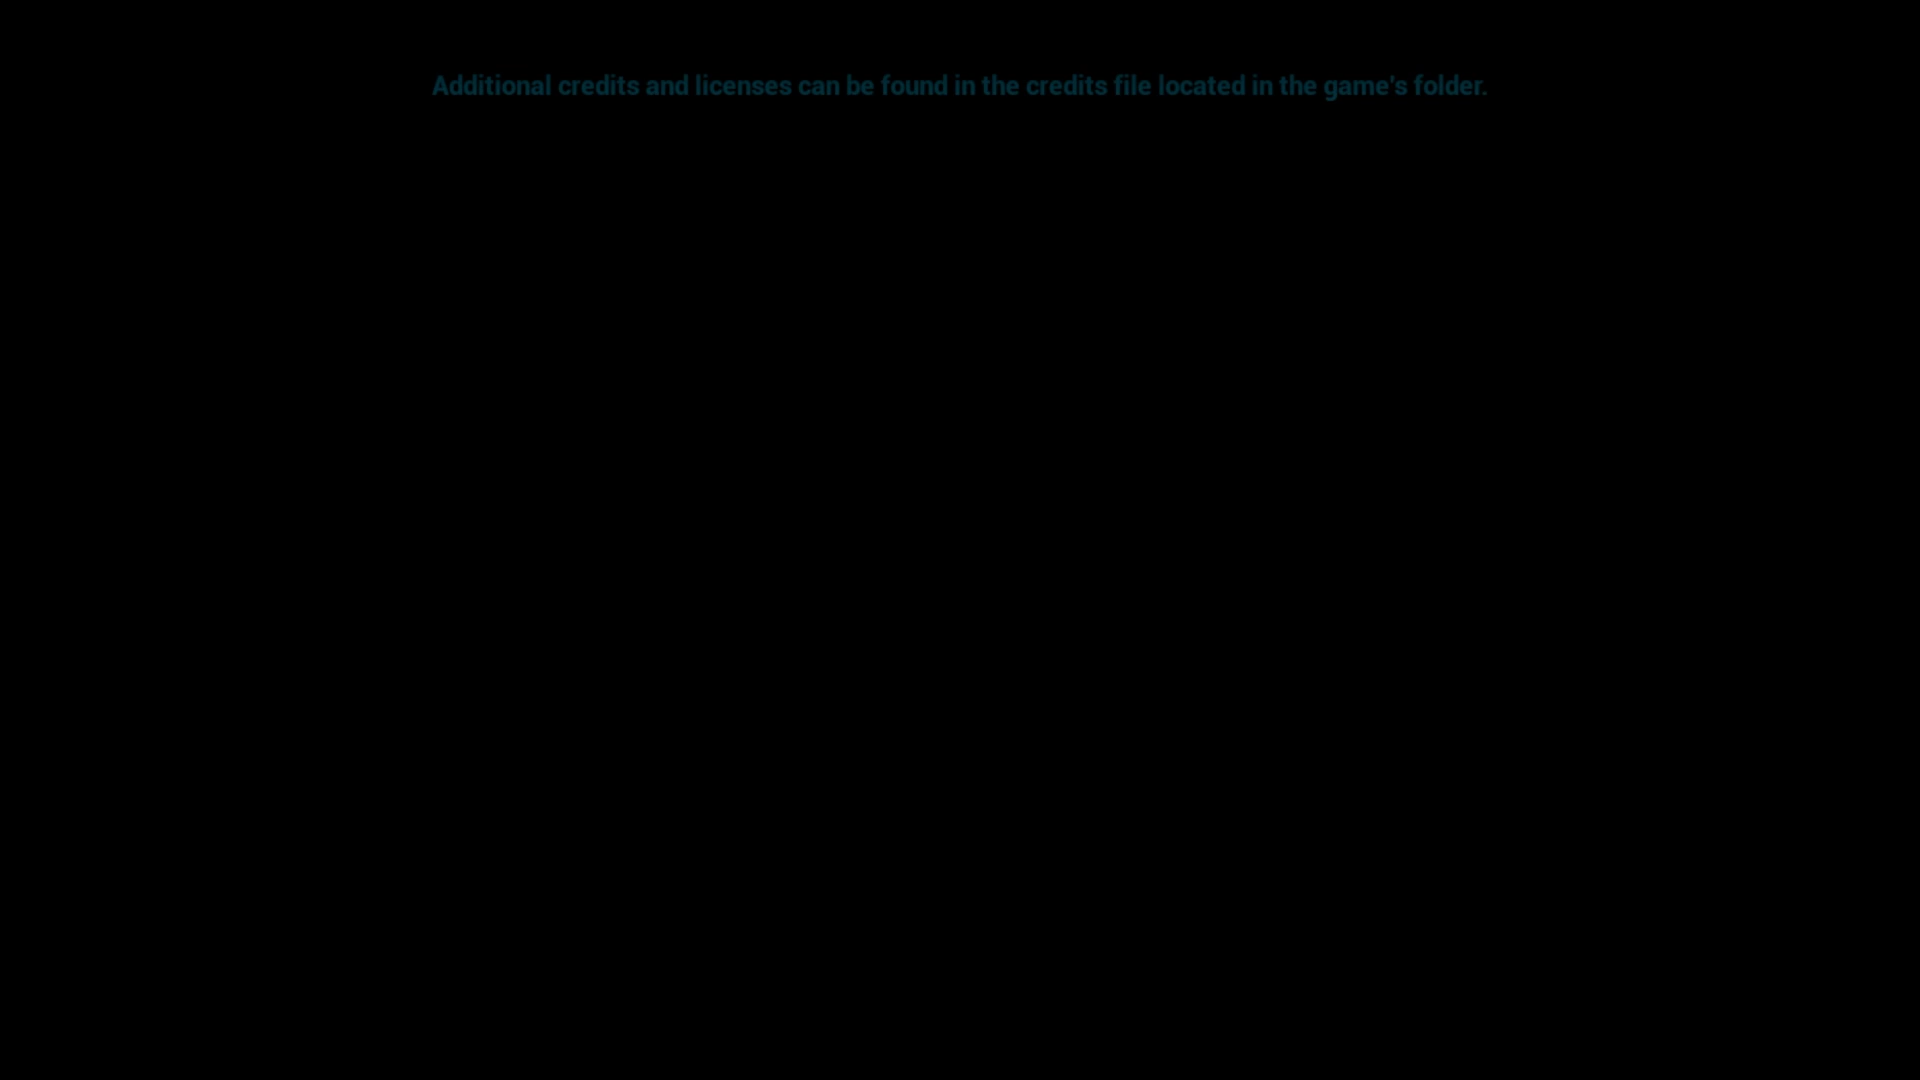 Additional credits and licenses can be found in the credits file located in the game's folder.